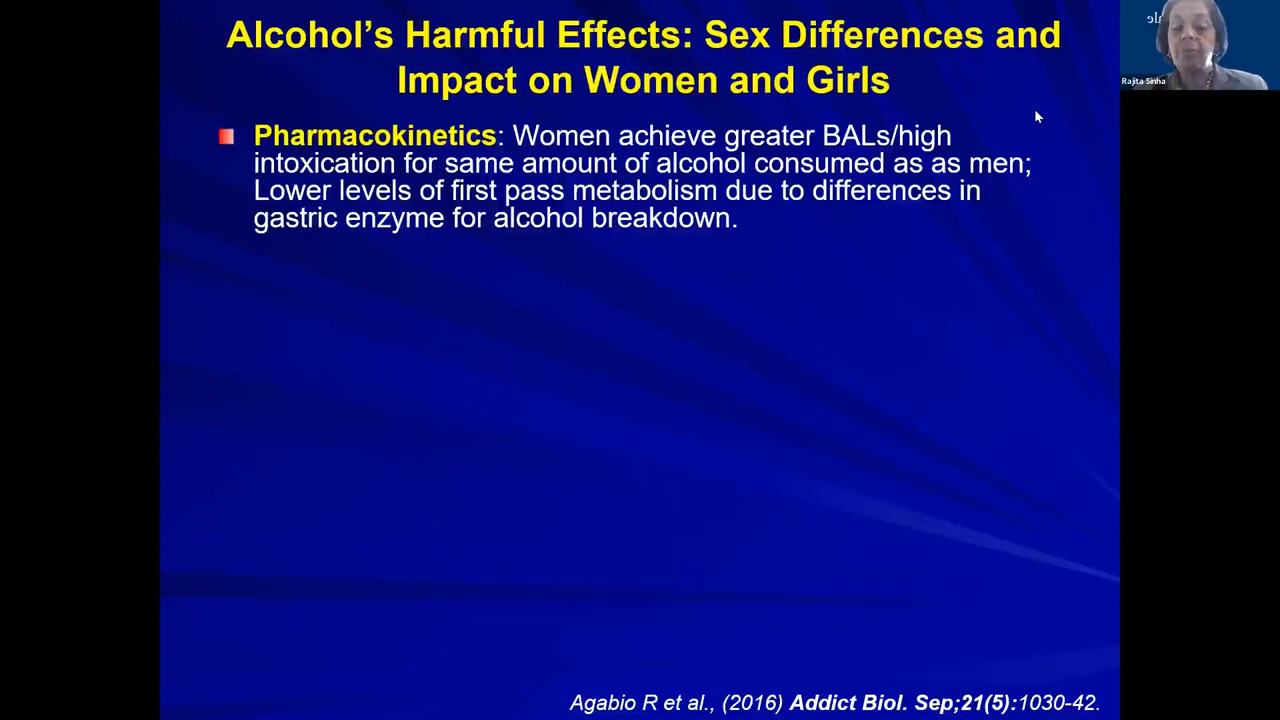 Alcohol's Harmful Effects: Sex Differences and
Impact on Women and Girls
Pharmacokinetics: Women achieve greater BALs/high
intoxication for same amount of alcohol consumed as as men;
Lower levels of first pass metabolism due to differences in
gastric enzyme for alcohol breakdown.
Agabio R et al., (2016) Addict Biol. Sep;21(5):1030-42.
Rajita Sinha